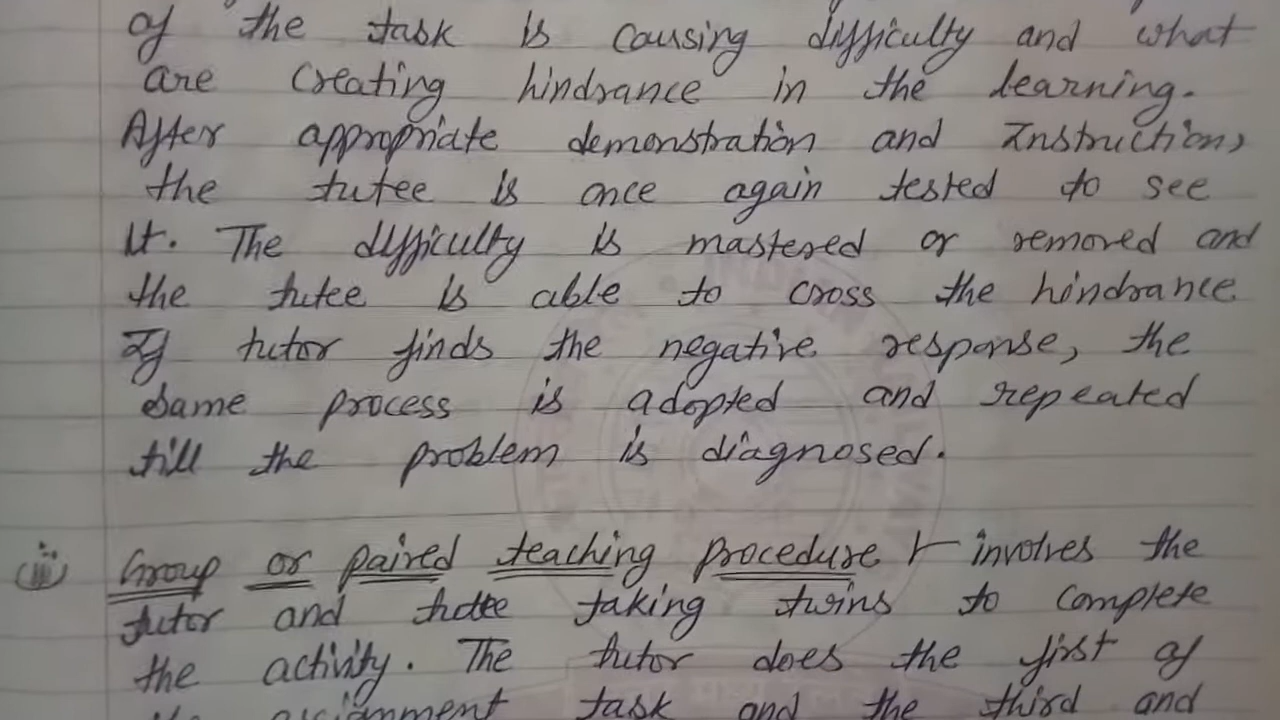 of the task is causing difficulty and what
are creating hindrance in the learning.
After appropriate demonstration and Instruction,
the tutee is once again tested to see
It. The difficulty is mastered or removed and
the tutee is able to cross the hindrance
If tutor finds the negative response, the
same process is adopted and repeated
till the problem is diagnosed.
(ii) Group or paired teaching procedure :- involves the
tutor and tutee taking twins to complete
the activity. The tutor does the first of
assignment task and the third and